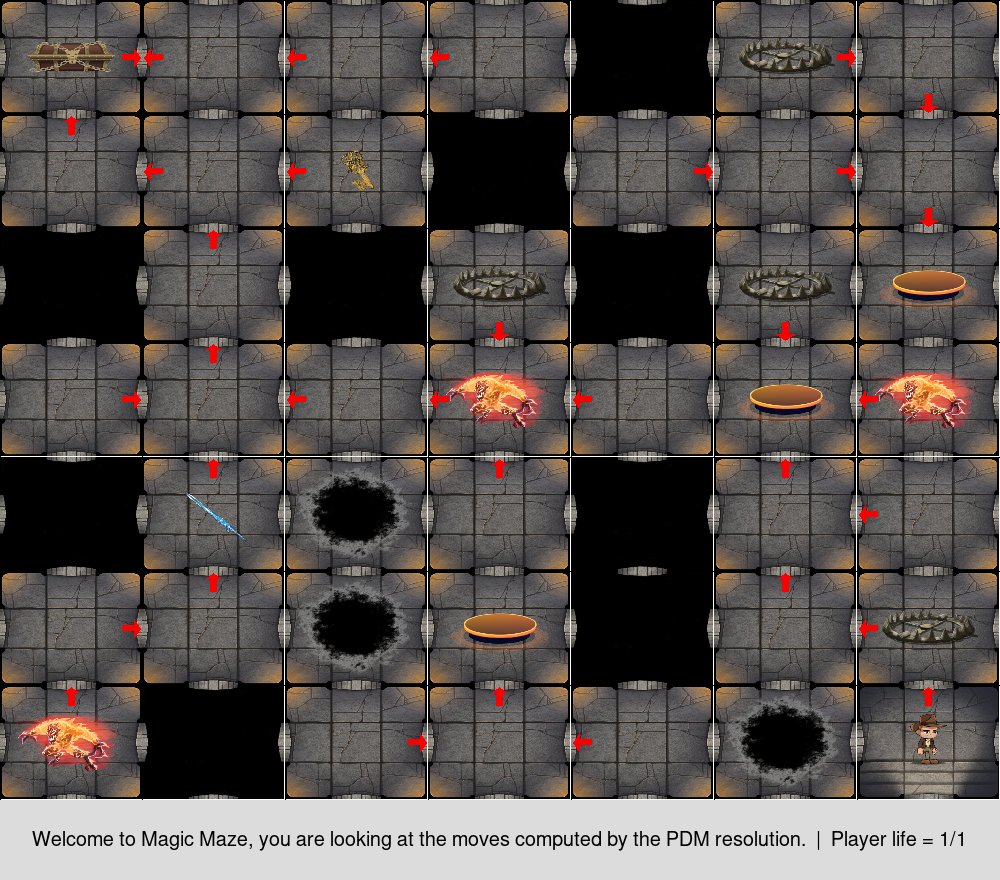 Welcome to Magic Maze, you are looking at the moves computed by the PDM resolution. | Player life = 1/1